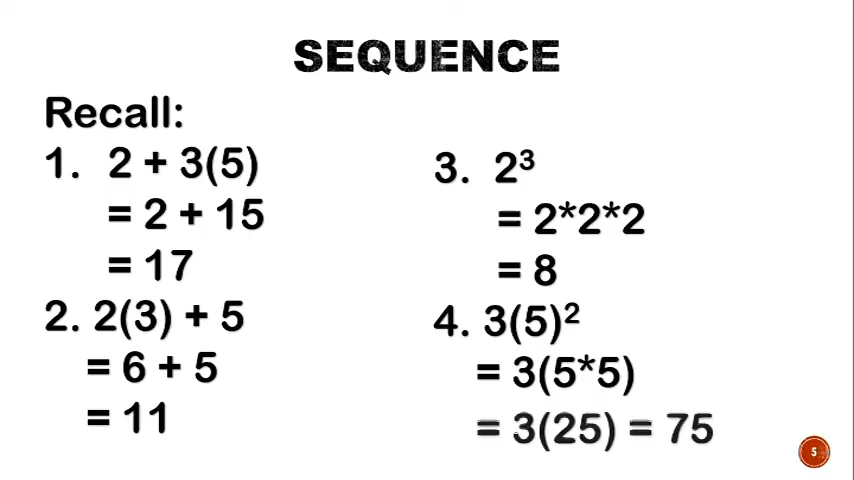 SEQUENCE
Recall:
1. 2 + 3(5)
= 2 + 15
= 17
2. 2(3) + 5
= 6 + 5
= 11
3. 2³
= 2*2*2
= 8
4. 3(5)²
= 3(5*5)
= 3(25) = 75
5